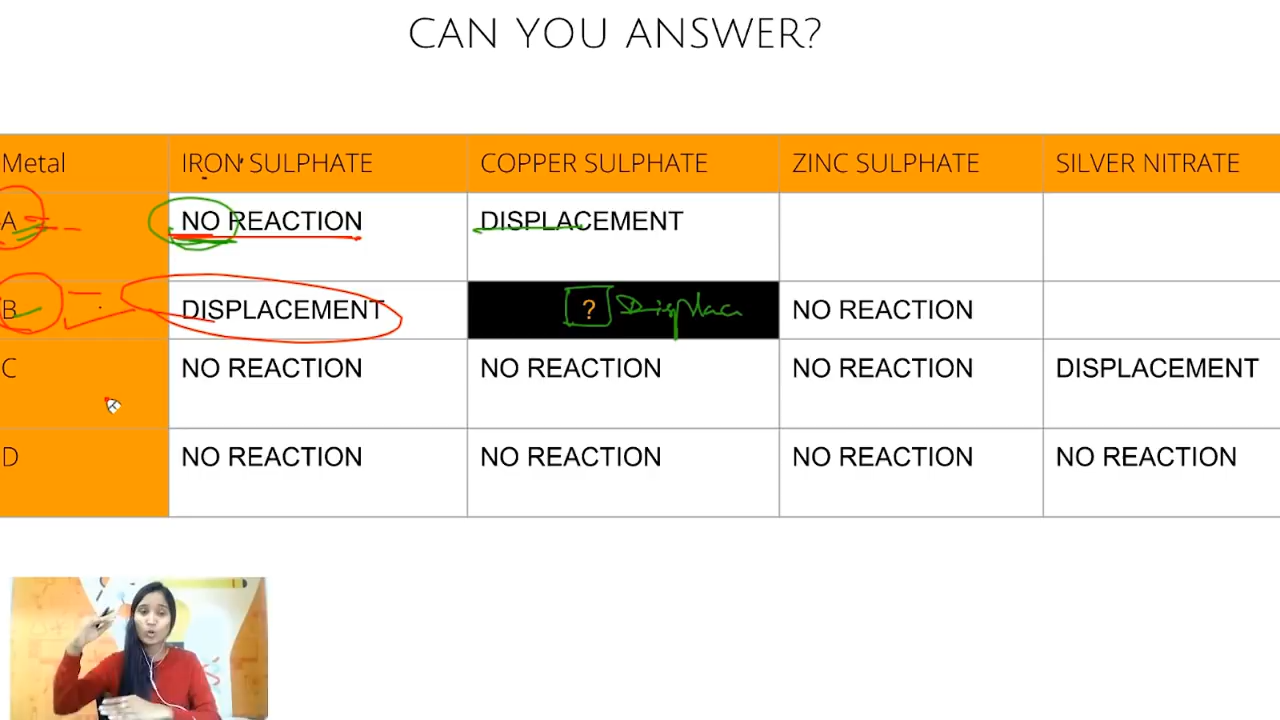 CAN YOU ANSWER?
Metal IRON SULPHATE COPPER SULPHATE ZINC SULPHATE SILVER NITRATE
A NO REACTION DISPLACEMENT
B DISPLACEMENT ? Displac NO REACTION
C NO REACTION NO REACTION NO REACTION DISPLACEMENT
D NO REACTION NO REACTION NO REACTION NO REACTION